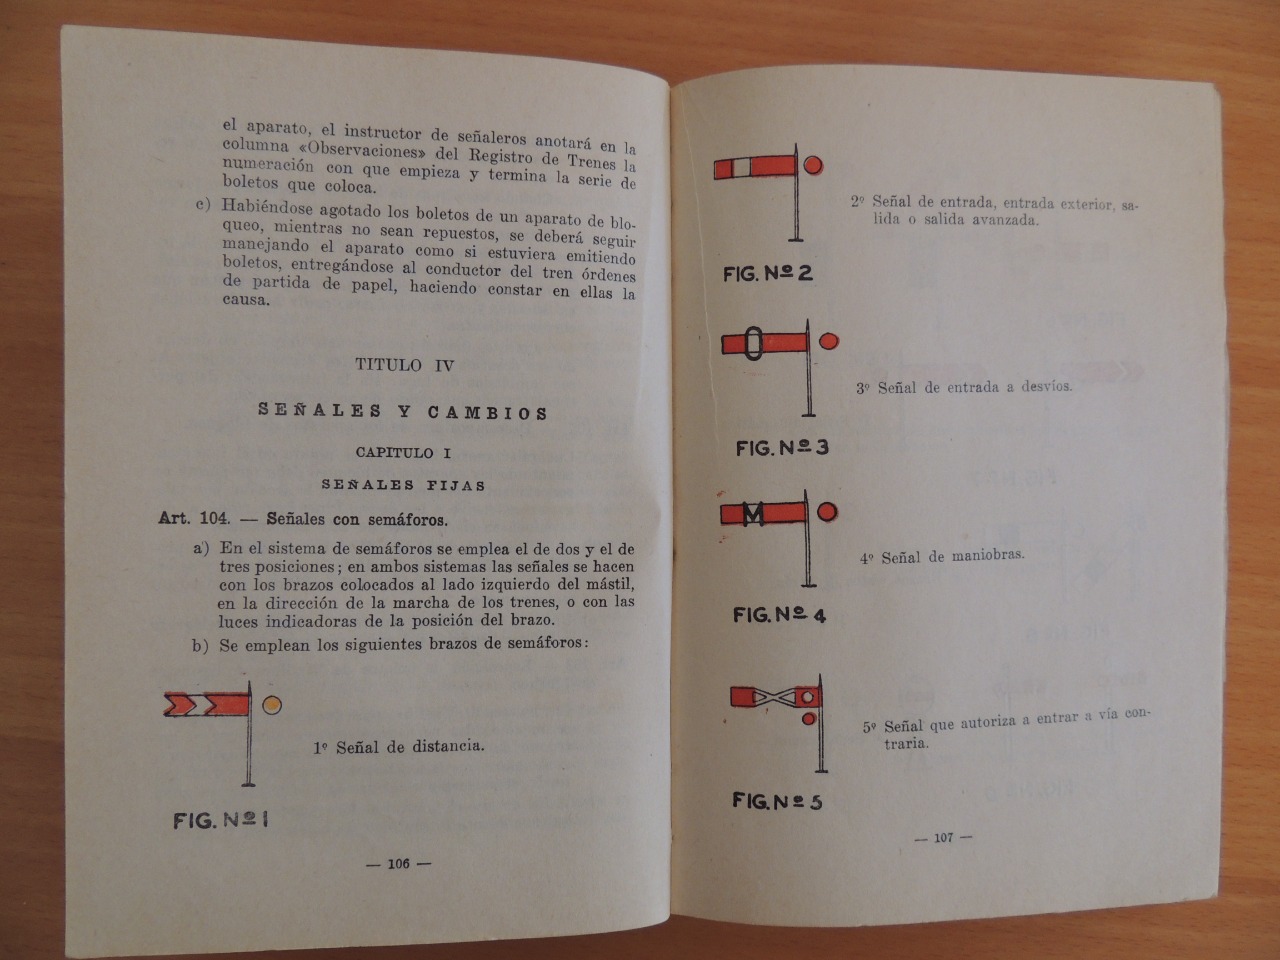 el aparato, el instructor de señaleros anotará en la
columna «Observaciones» del Registro de Trenes la
numeración con que empieza y termina la serie de
boletos que coloca.
e) Habiéndose agotado los boletos de un aparato de blo-
queo, mientras no sean repuestos, se deberá seguir
manejando el aparato como si estuviera emitiendo
boletos, entregándose al conductor del tren órdenes
de partida de papel, haciendo constar en ellas la
causa.
TITULO IV
SEÑALES Y CAMBIOS
CAPITULO I
SEÑALES FIJAS
Art. 104. — Señales con semáforos.
a) En el sistema de semáforos se emplea el de dos y el de
tres posiciones; en ambos sistemas las señales se hacen
con los brazos colocados al lado izquierdo del mástil,
en la dirección de la marcha de los trenes, o con las
luces indicadoras de la posición del brazo.
b) Se emplean los siguientes brazos de semáforos:
1º Señal de distancia.
FIG. Nº 1
— 106 —
2º Señal de entrada, entrada exterior, sa-
lida o salida avanzada.
FIG. Nº 2
O
3º Señal de entrada a desvíos.
FIG. Nº 3
M
4º Señal de maniobras.
FIG. Nº 4
5º Señal que autoriza a entrar a vía con-
traria.
FIG. Nº 5
— 107 —